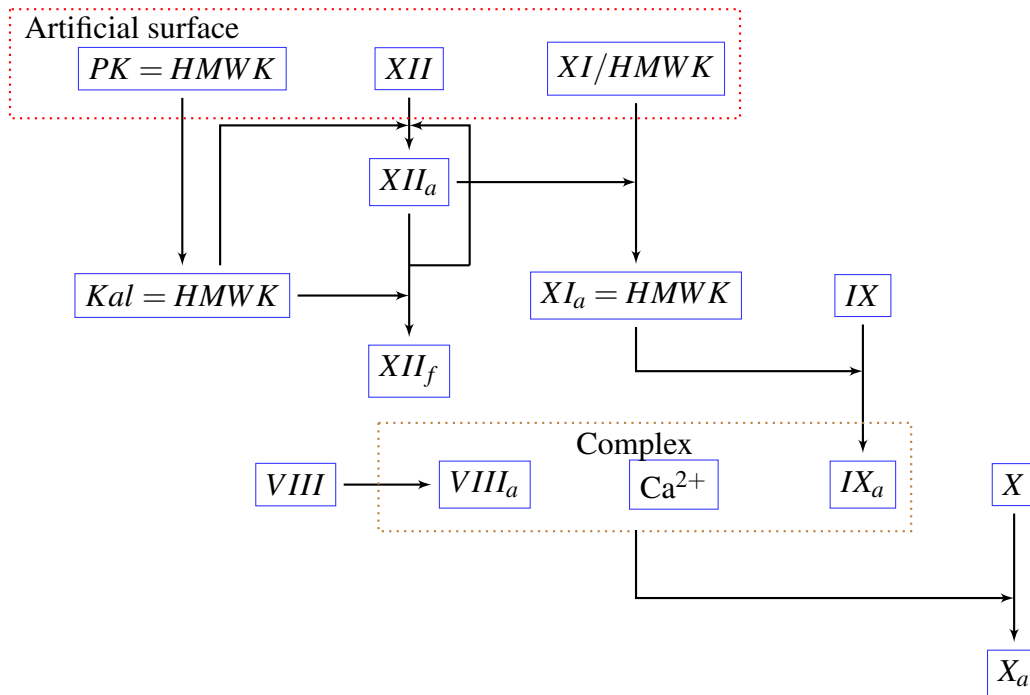 Artificial surface
PK = HMWK
XII
XI/HMWK
XIIₐ
Kal = HMWK
XIₐ = HMWK
IX
XII_f
Complex
VIII
VIIIₐ
Ca²⁺
IXₐ
X
Xₐ